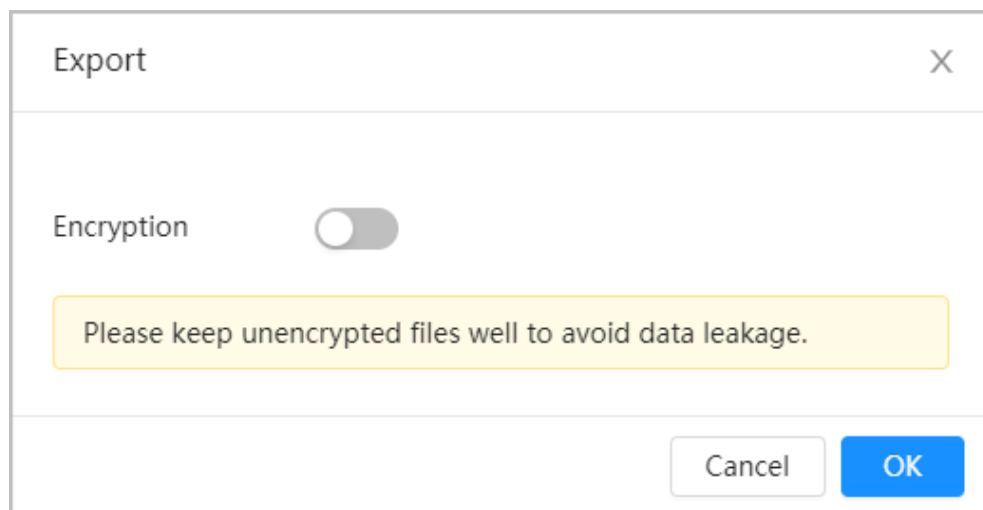 Export
Encryption
Please keep unencrypted files well to avoid data leakage.
Cancel
OK